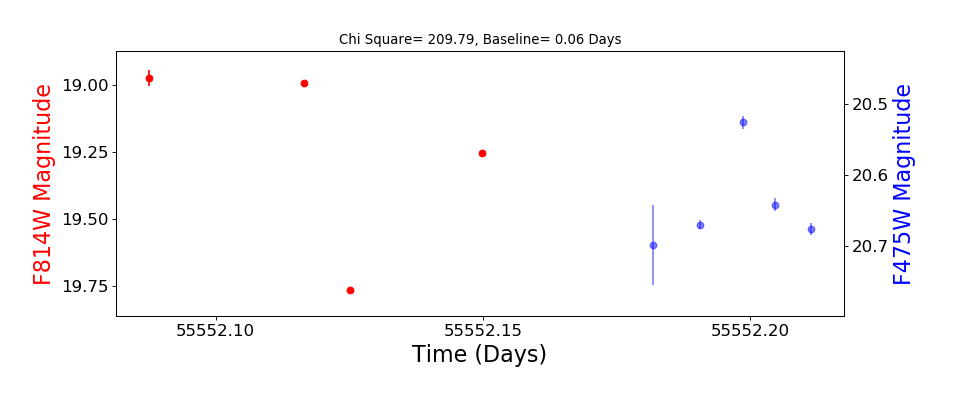 Chi Square= 209.79, Baseline= 0.06 Days
F814W Magnitude
19.00
19.25
19.50
19.75
20.5
20.6
20.7
F475W Magnitude
55552.10
55552.15
55552.20
Time (Days)